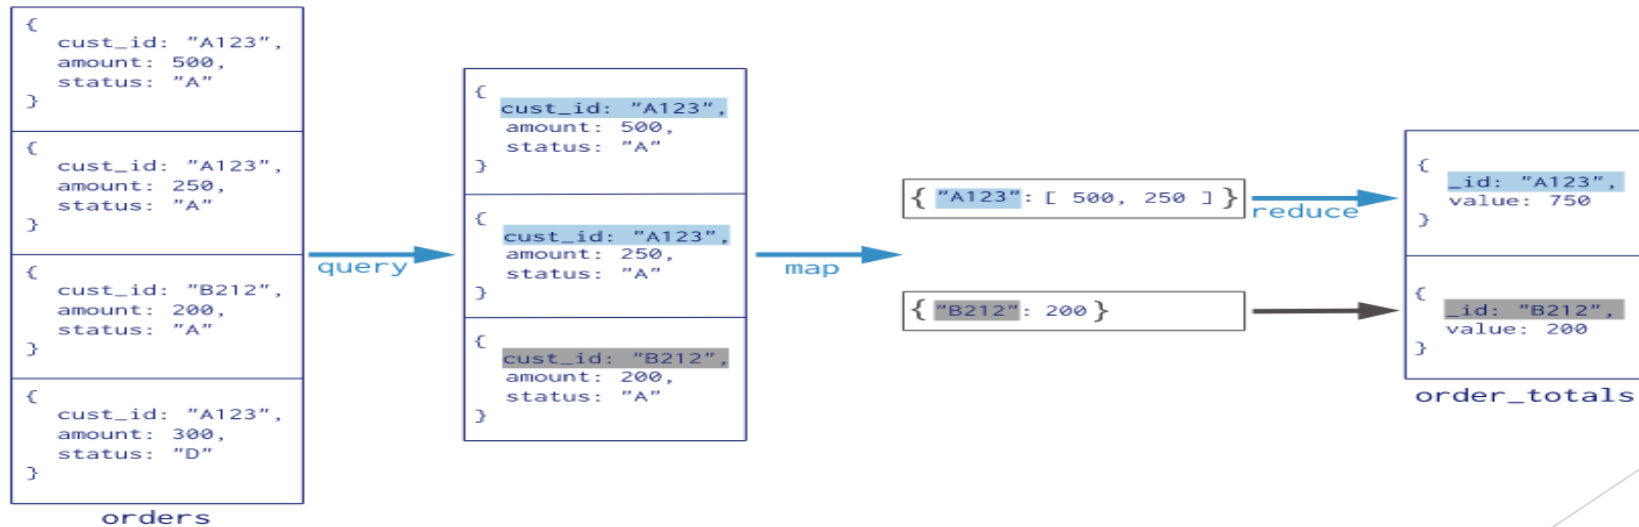 {
cust_id: "A123",
amount: 500,
status: "A"
}
{
cust_id: "A123",
amount: 250,
status: "A"
}
{
cust_id: "B212",
amount: 200,
status: "A"
}
{
cust_id: "A123",
amount: 300,
status: "D"
}
orders
query
{
cust_id: "A123",
amount: 500,
status: "A"
}
{
cust_id: "A123",
amount: 250,
status: "A"
}
{
cust_id: "B212",
amount: 200,
status: "A"
}
map
{ "A123": [ 500, 250 ] }
{ "B212": 200 }
reduce
{
_id: "A123",
value: 750
}
{
_id: "B212",
value: 200
}
order_totals